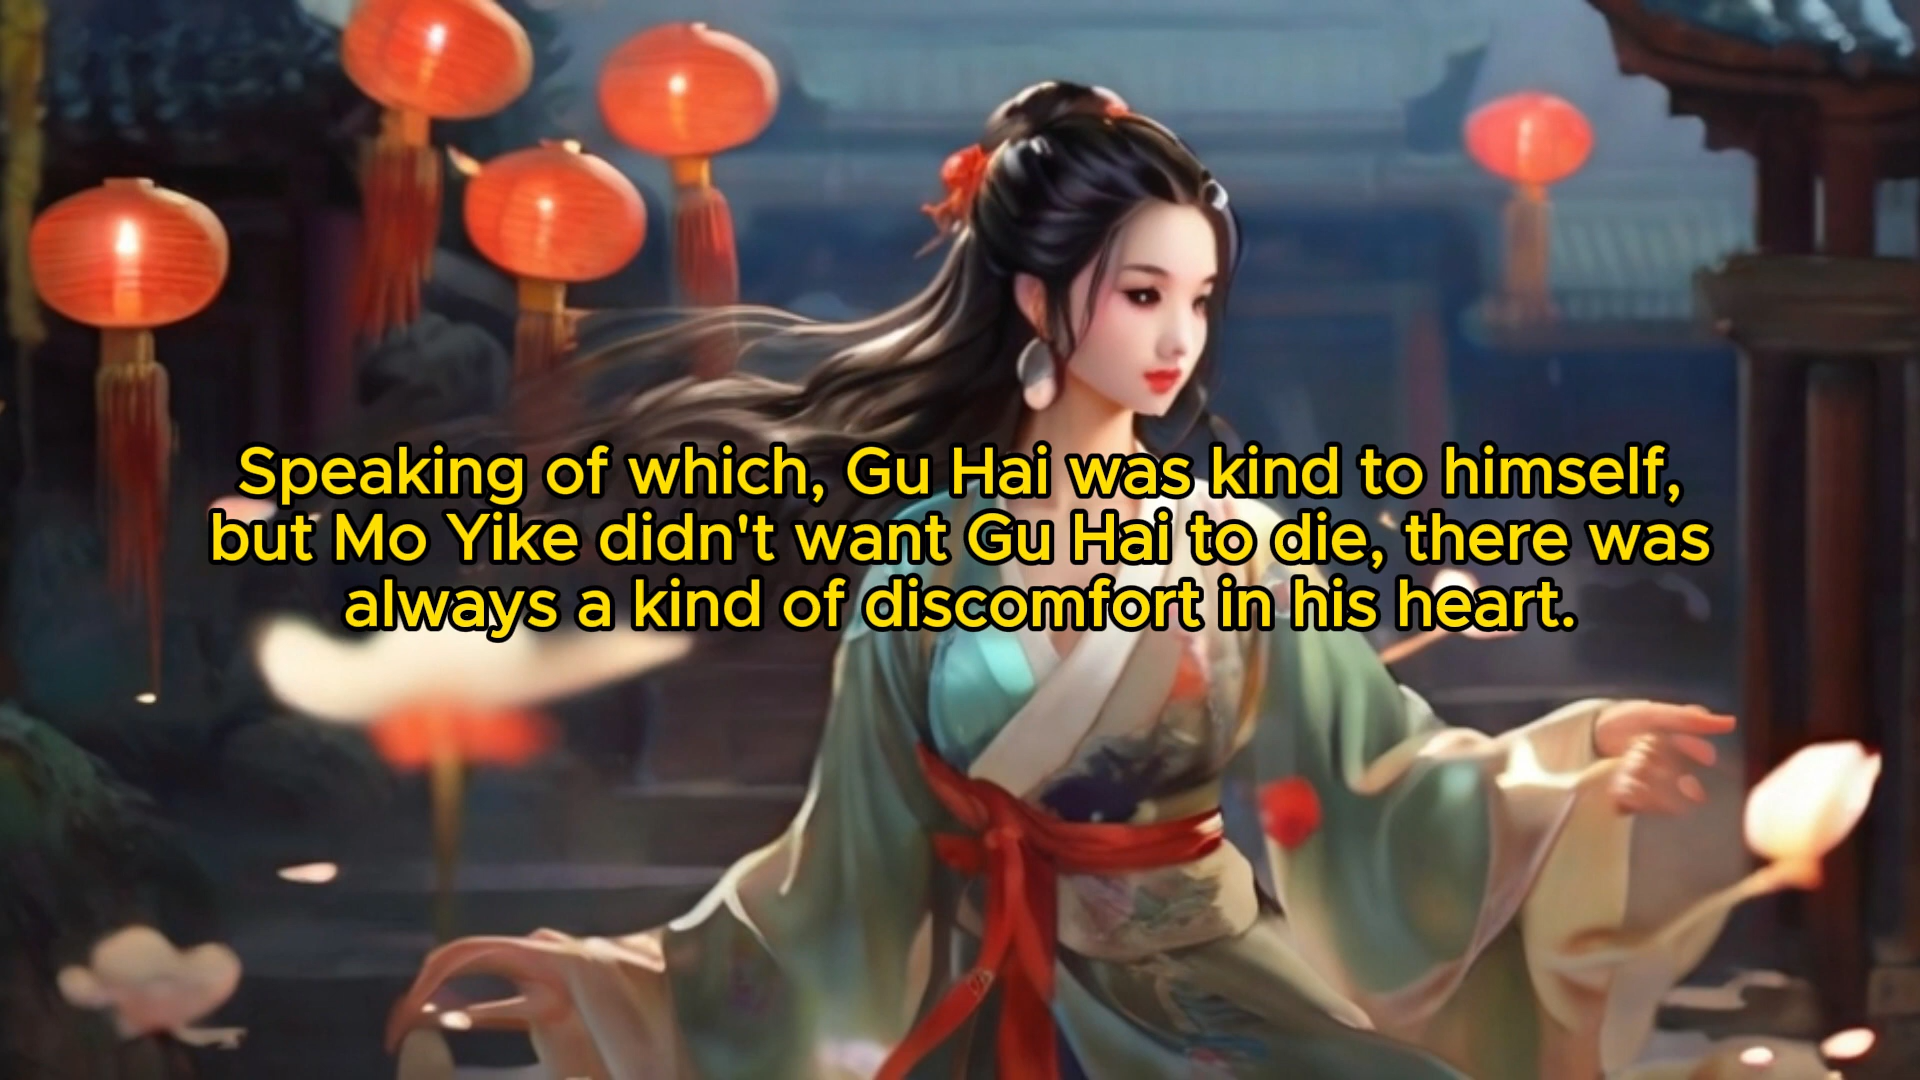 Speaking of which, Gu Hai was kind to himself,
but Mo Yike didn't want Gu Hai to die, there was
always a kind of discomfort in his heart.